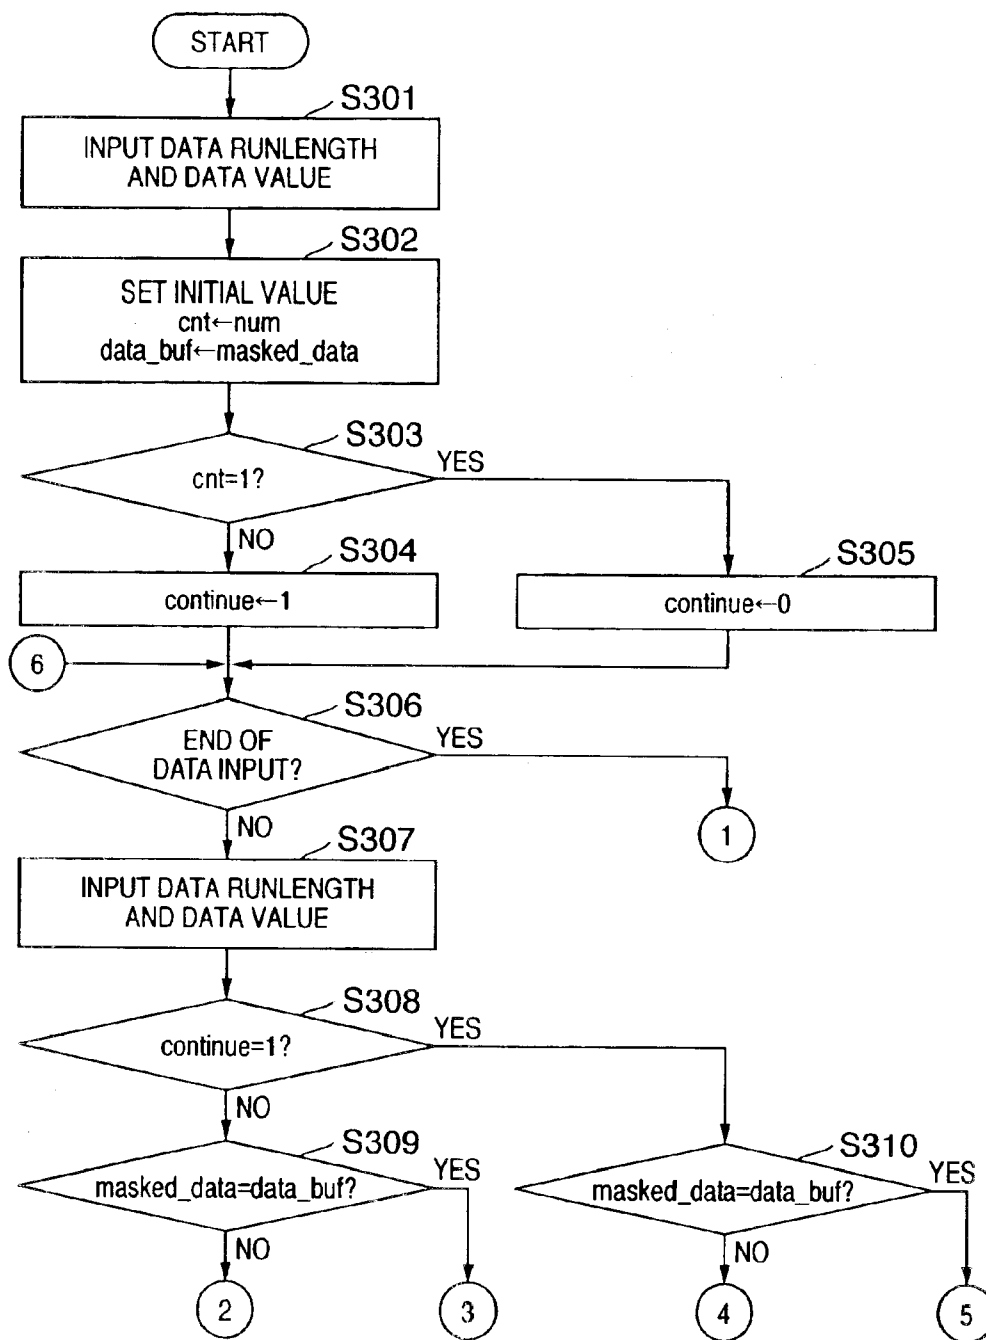 START
S301
INPUT DATA RUNLENGTH
AND DATA VALUE
S302
SET INITIAL VALUE
cnt←num
data_buf←masked_data
S303
cnt=1?
YES
NO
S304
continue←1
S305
continue←0
6
S306
END OF
DATA INPUT?
YES
1
NO
S307
INPUT DATA RUNLENGTH
AND DATA VALUE
S308
continue=1?
YES
NO
S309
masked_data=data_buf?
YES
S310
masked_data=data_buf?
YES
NO
NO
2
3
4
5